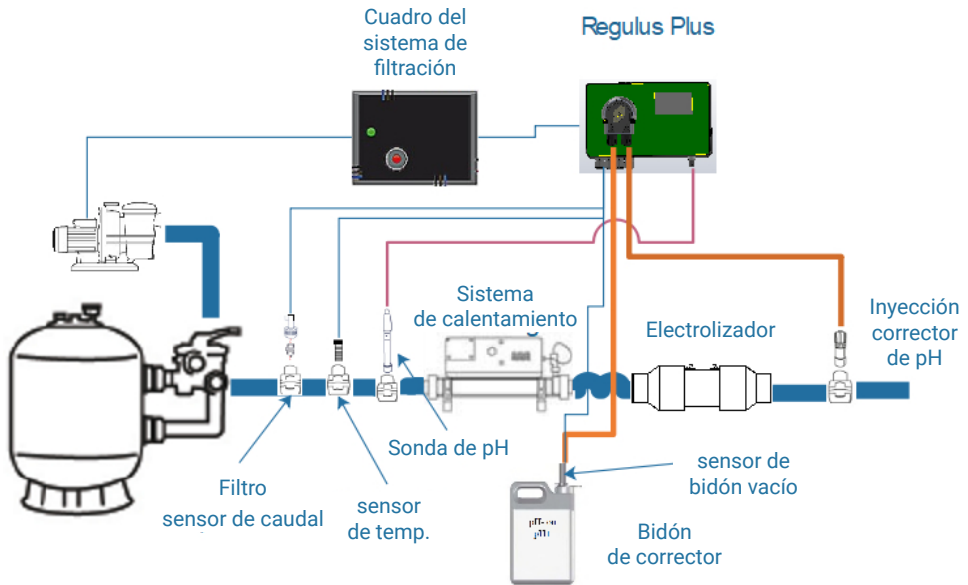 Cuadro del
sistema de
filtración
Regulus Plus
Sistema
de calentamiento
Electrolizador
Inyección
corrector
de pH
Sonda de pH
Filtro
sensor de caudal
sensor
de temp.
sensor de
bidón vacío
Bidón
de corrector